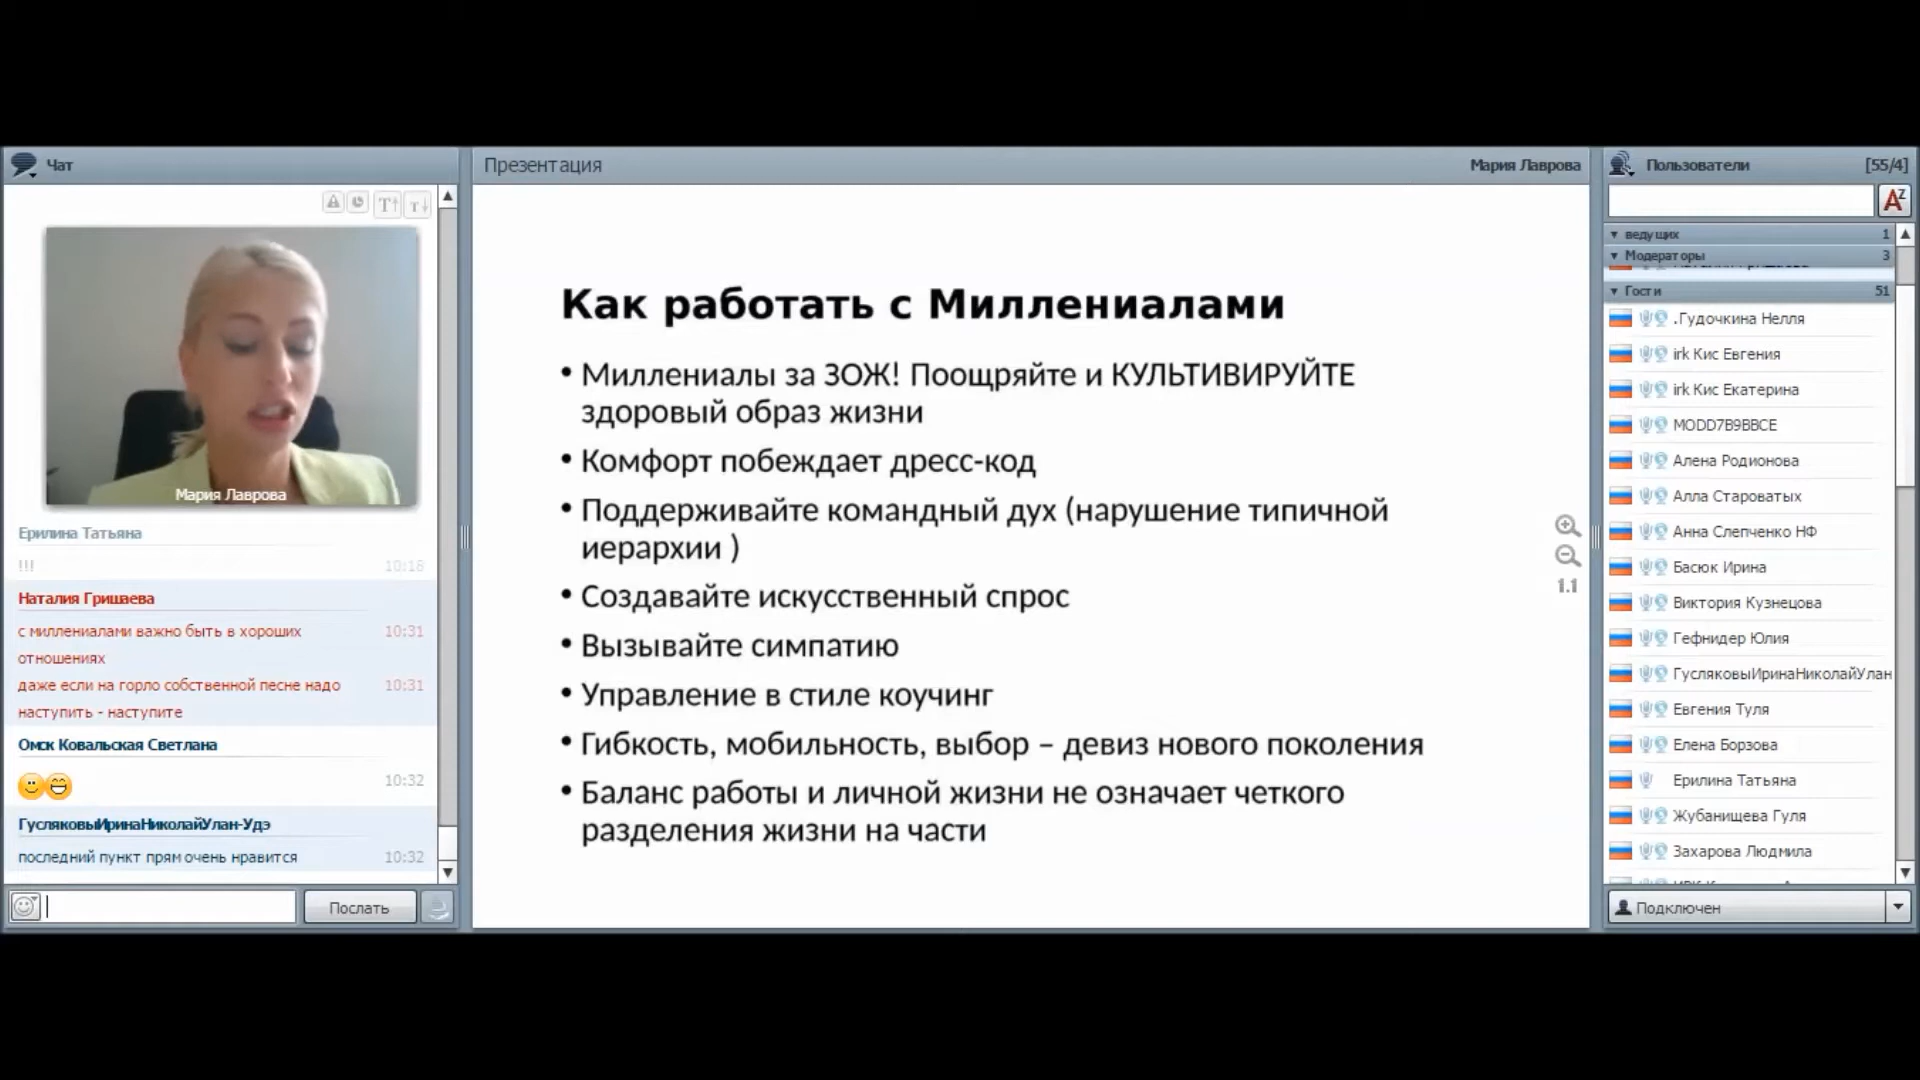 Чат
Мария Лаврова
Ерилина Татьяна
!!! 10:18
Наталия Гришаева
с миллениалами важно быть в хороших 10:31
отношениях
даже если на горло собственной песне надо 10:31
наступить - наступите
Омск Ковальская Светлана
10:32
ГусляковыИринаНиколайУлан-Удэ
последний пункт прям очень нравится 10:32
Послать
Презентация Мария Лаврова
Как работать с Миллениалами
• Миллениалы за ЗОЖ! Поощряйте и КУЛЬТИВИРУЙТЕ
здоровый образ жизни
• Комфорт побеждает дресс-код
• Поддерживайте командный дух (нарушение типичной
иерархии )
• Создавайте искусственный спрос
• Вызывайте симпатию
• Управление в стиле коучинг
• Гибкость, мобильность, выбор – девиз нового поколения
• Баланс работы и личной жизни не означает четкого
разделения жизни на части
1.1
Пользователи [55/4]
ведущих 1
Модераторы 3
Гости 51
.Гудочкина Нелля
irk Кис Евгения
irk Кис Екатерина
MODD7B9BBCE
Алена Родионова
Алла Староватых
Анна Слепченко НФ
Басюк Ирина
Виктория Кузнецова
Гефнидер Юлия
ГусляковыИринаНиколайУлан
Евгения Туля
Елена Борзова
Ерилина Татьяна
Жубанищева Гуля
Захарова Людмила
Подключен